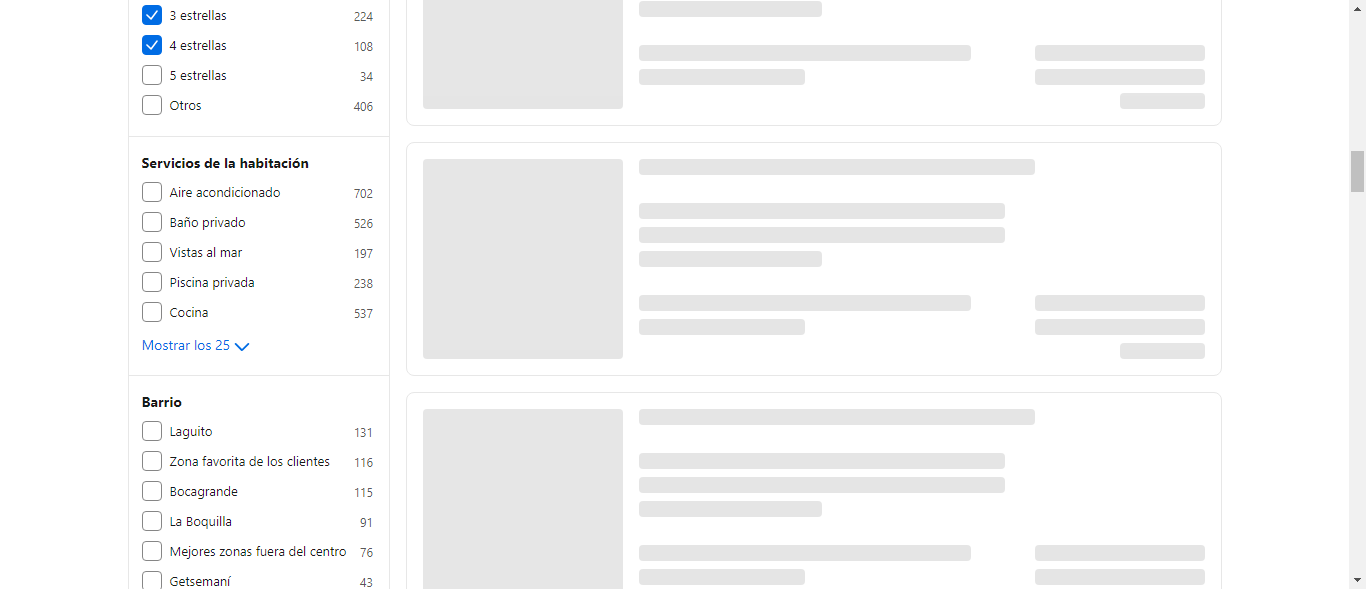 3 estrellas 224
4 estrellas 108
5 estrellas 34
Otros 406
Servicios de la habitación
Aire acondicionado 702
Baño privado 526
Vistas al mar 197
Piscina privada 238
Cocina 537
Mostrar los 25
Barrio
Laguito 131
Zona favorita de los clientes 116
Bocagrande 115
La Boquilla 91
Mejores zonas fuera del centro 76
Getsemaní 43